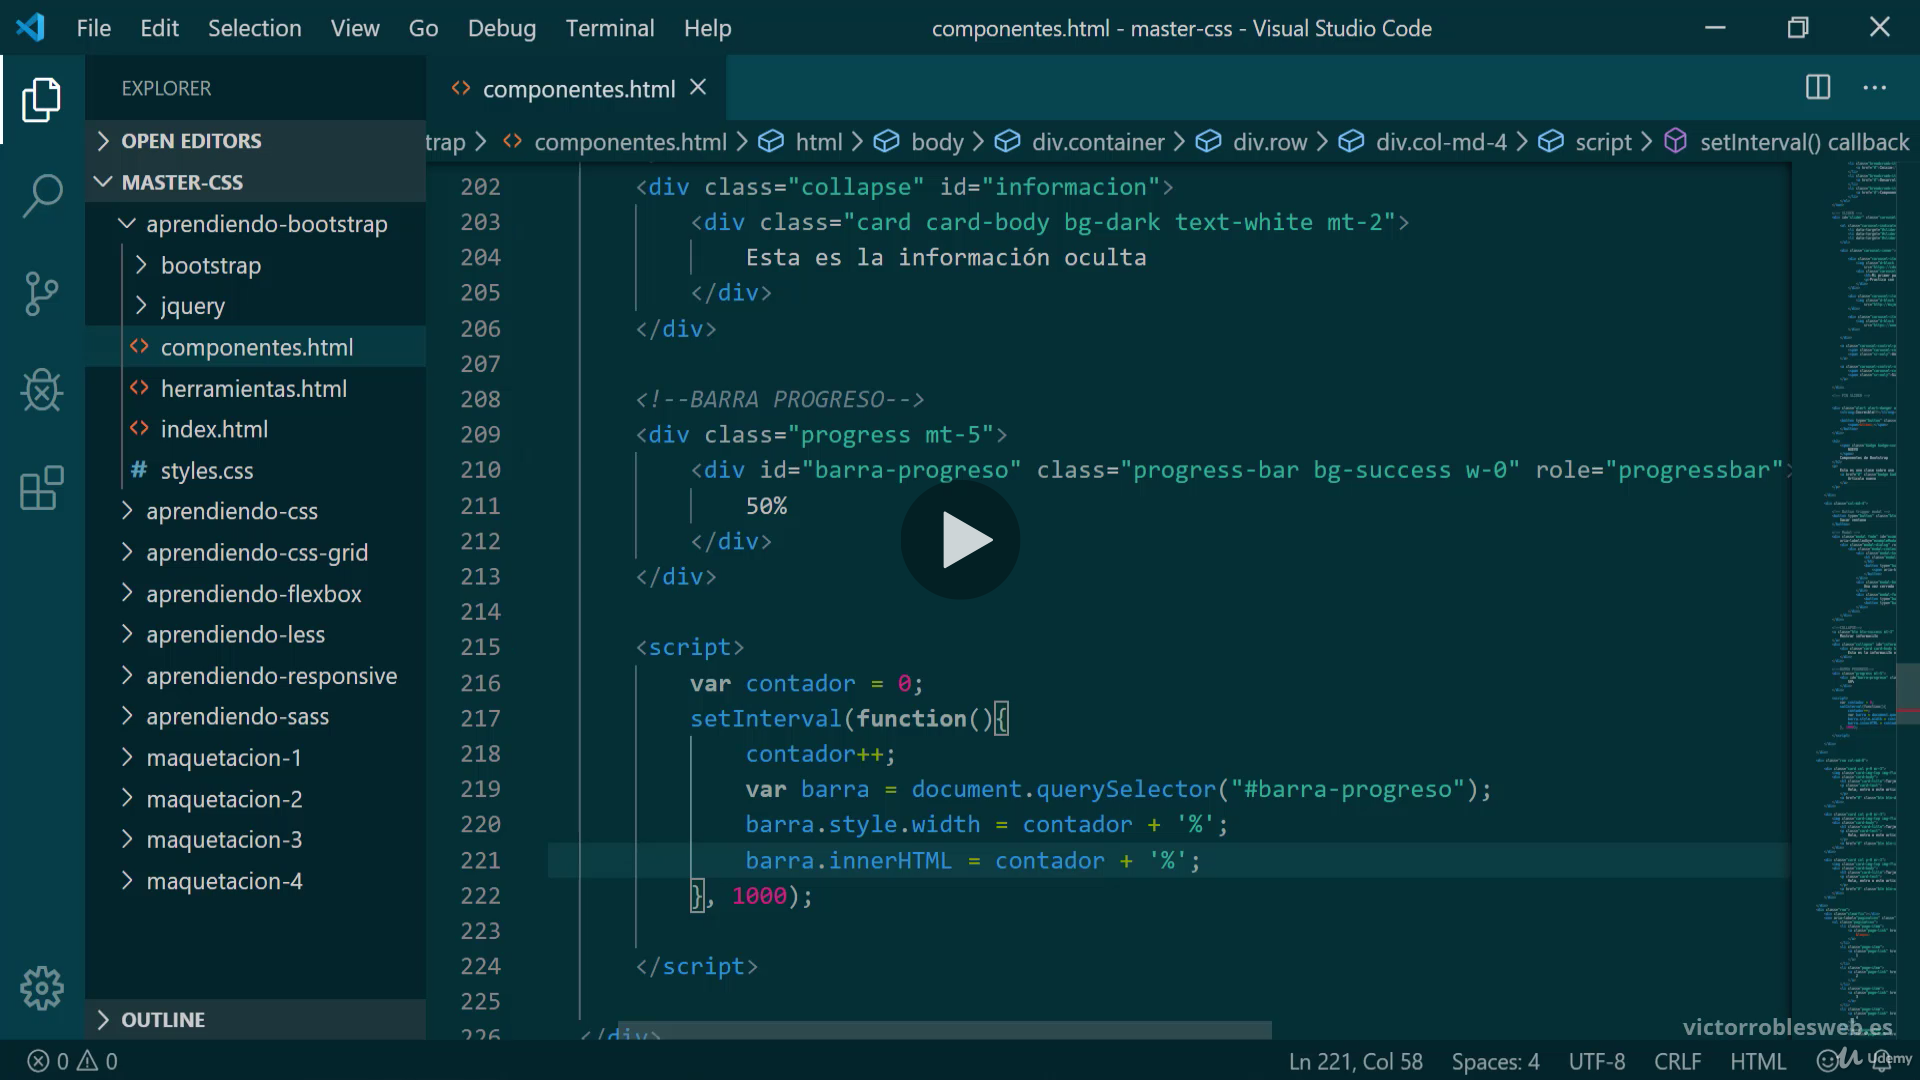 File Edit Selection View Go Debug Terminal Help
componentes.html - master-css - Visual Studio Code
EXPLORER
OPEN EDITORS
MASTER-CSS
aprendiendo-bootstrap
bootstrap
jquery
componentes.html
herramientas.html
index.html
styles.css
aprendiendo-css
aprendiendo-css-grid
aprendiendo-flexbox
aprendiendo-less
aprendiendo-responsive
aprendiendo-sass
maquetacion-1
maquetacion-2
maquetacion-3
maquetacion-4
OUTLINE
componentes.html
trap > componentes.html > html > body > div.container > div.row > div.col-md-4 > script > setInterval() callback
202 <div class="collapse" id="informacion">
203 <div class="card card-body bg-dark text-white mt-2">
204 Esta es la información oculta
205 </div>
206 </div>
207
208 <!--BARRA PROGRESO-->
209 <div class="progress mt-5">
210 <div id="barra-progreso" class="progress-bar bg-success w-0" role="progressbar">
211 50%
212 </div>
213 </div>
214
215 <script>
216 var contador = 0;
217 setInterval(function(){
218 contador++;
219 var barra = document.querySelector("#barra-progreso");
220 barra.style.width = contador + '%';
221 barra.innerHTML = contador + '%';
222 }, 1000);
223
224 </script>
225
226 </div>
victorroblesweb.es
0 0
Ln 221, Col 58 Spaces: 4 UTF-8 CRLF HTML
Udemy